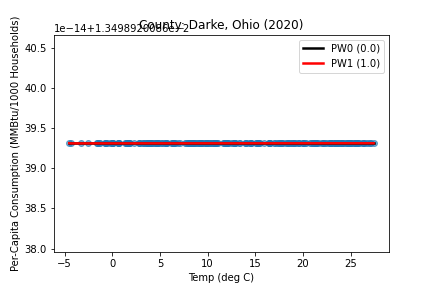 County: Darke, Ohio (2020)
1e−14+1.3498920086e−2
PW0 (0.0)
PW1 (1.0)
40.5
40.0
39.5
39.0
38.5
38.0
Per-Capita Consumption (MMBtu/1000 Households)
−5
0
5
10
15
20
25
Temp (deg C)